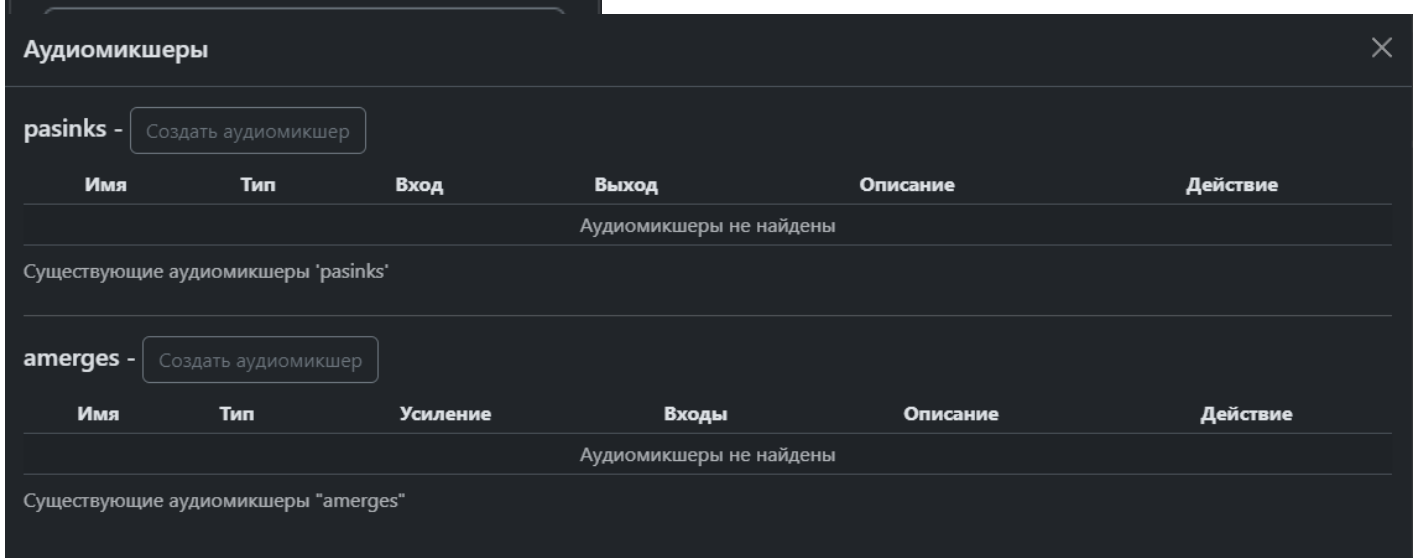 Аудиомикшеры
pasinks - Создать аудиомикшер
Имя Тип Вход Выход Описание Действие
Аудиомикшеры не найдены
Существующие аудиомикшеры 'pasinks'
amerges - Создать аудиомикшер
Имя Тип Усиление Входы Описание Действие
Аудиомикшеры не найдены
Существующие аудиомикшеры "amerges"